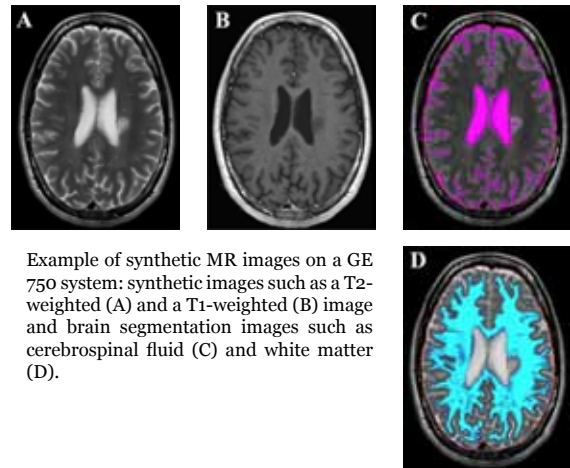 A
B
C
Example of synthetic MR images on a GE
750 system: synthetic images such as a T2-
weighted (A) and a T1-weighted (B) image
and brain segmentation images such as
cerebrospinal fluid (C) and white matter
(D).
D